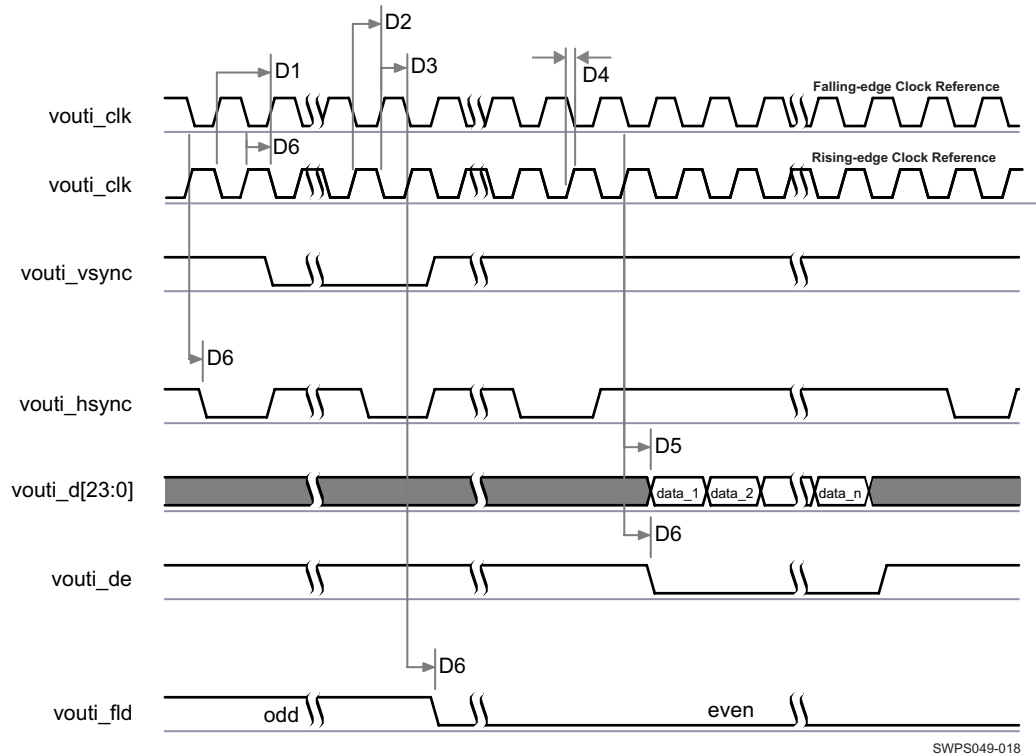 D2
D1
D3
D4
Falling-edge Clock Reference
vouti_clk
D6
Rising-edge Clock Reference
vouti_clk
vouti_vsync
D6
vouti_hsync
D5
vouti_d[23:0]
data_1 data_2 data_n
D6
vouti_de
D6
vouti_fld
odd even
SWPS049-018